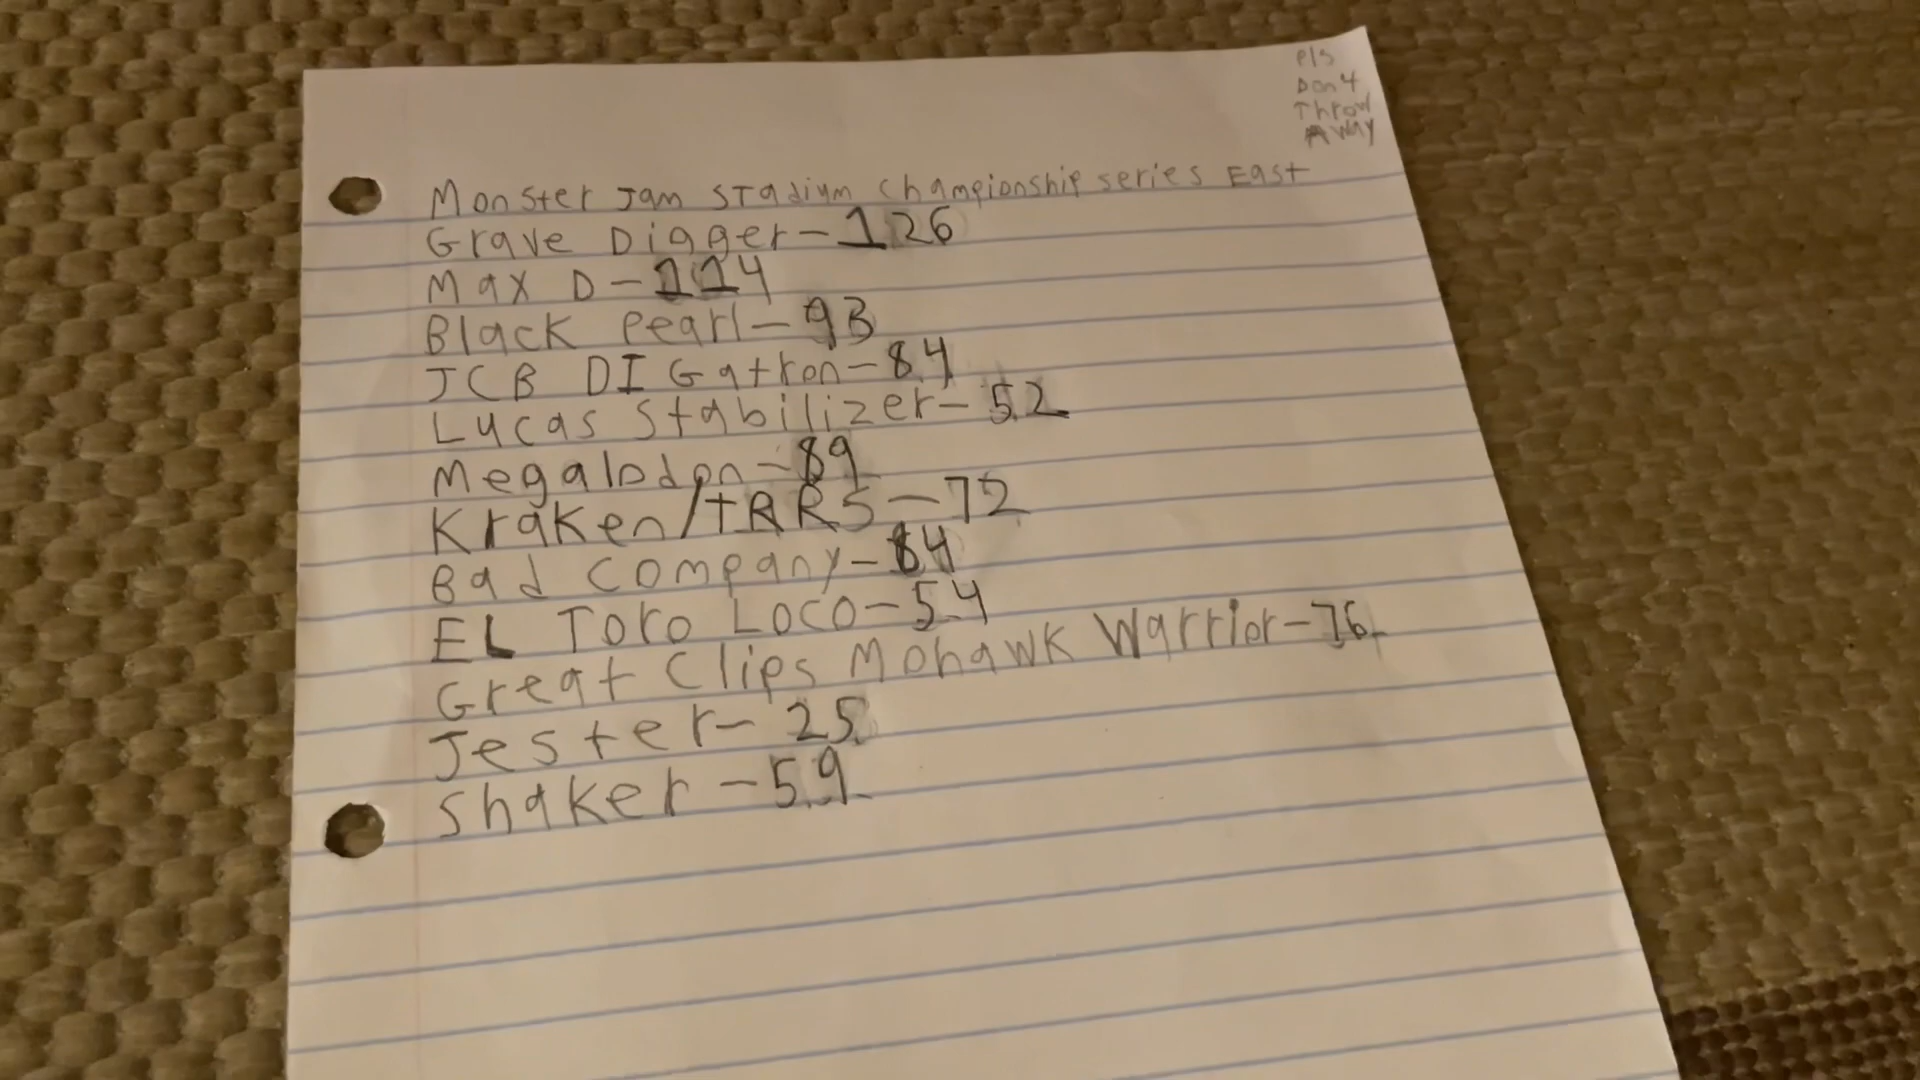 Pls
Don4
Throw
Away
Monster Jam Stadium Championship series East
Grave Digger-126
Max D-114
Black Pearl-93
JCB DIGatron-84
Lucas Stabilizer-52
Megalodon-89
Kraken/TRRS-72
Bad Company-84
EL Toro Loco-54
Great Clips Mohawk Warrior-76
Jester-25
Shaker-59